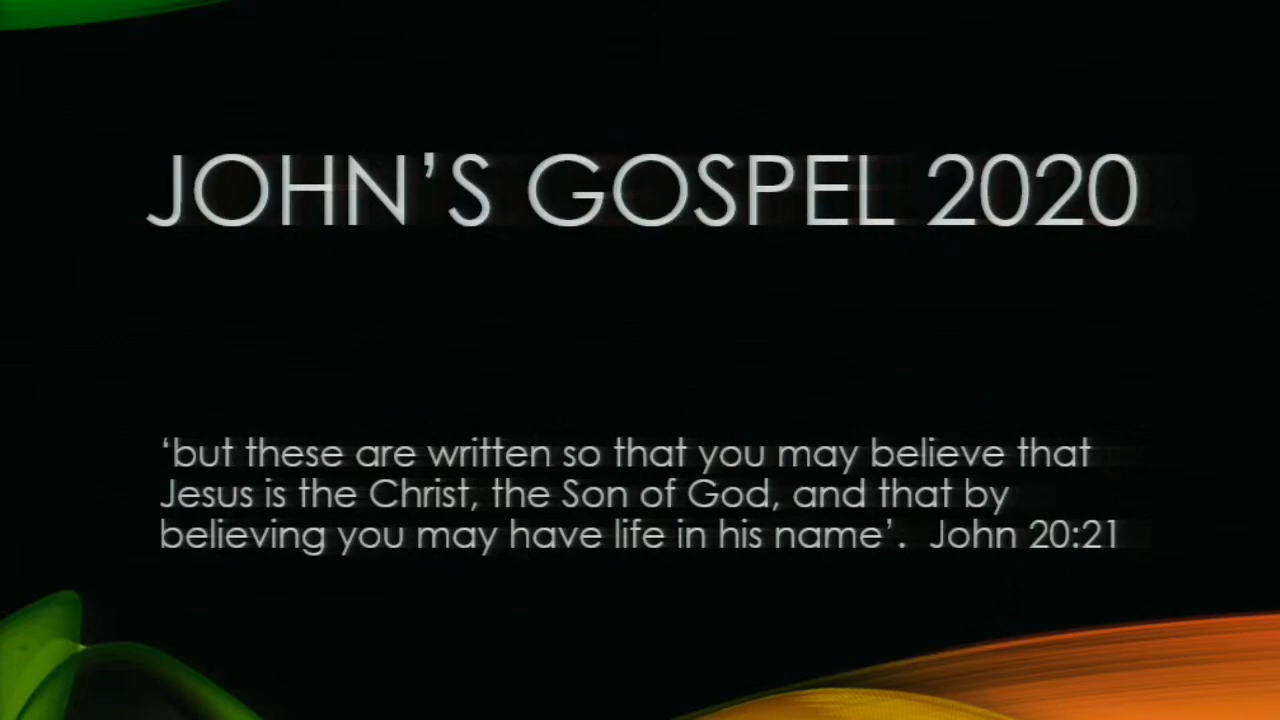 JOHN’S GOSPEL 2020
‘but these are written so that you may believe that
Jesus is the Christ, the Son of God, and that by
believing you may have life in his name’.  John 20:21